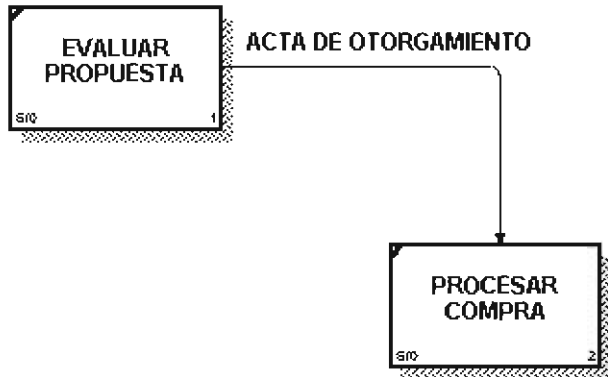 EVALUAR
PROPUESTA
ACTA DE OTORGAMIENTO
1
PROCESAR
COMPRA
2